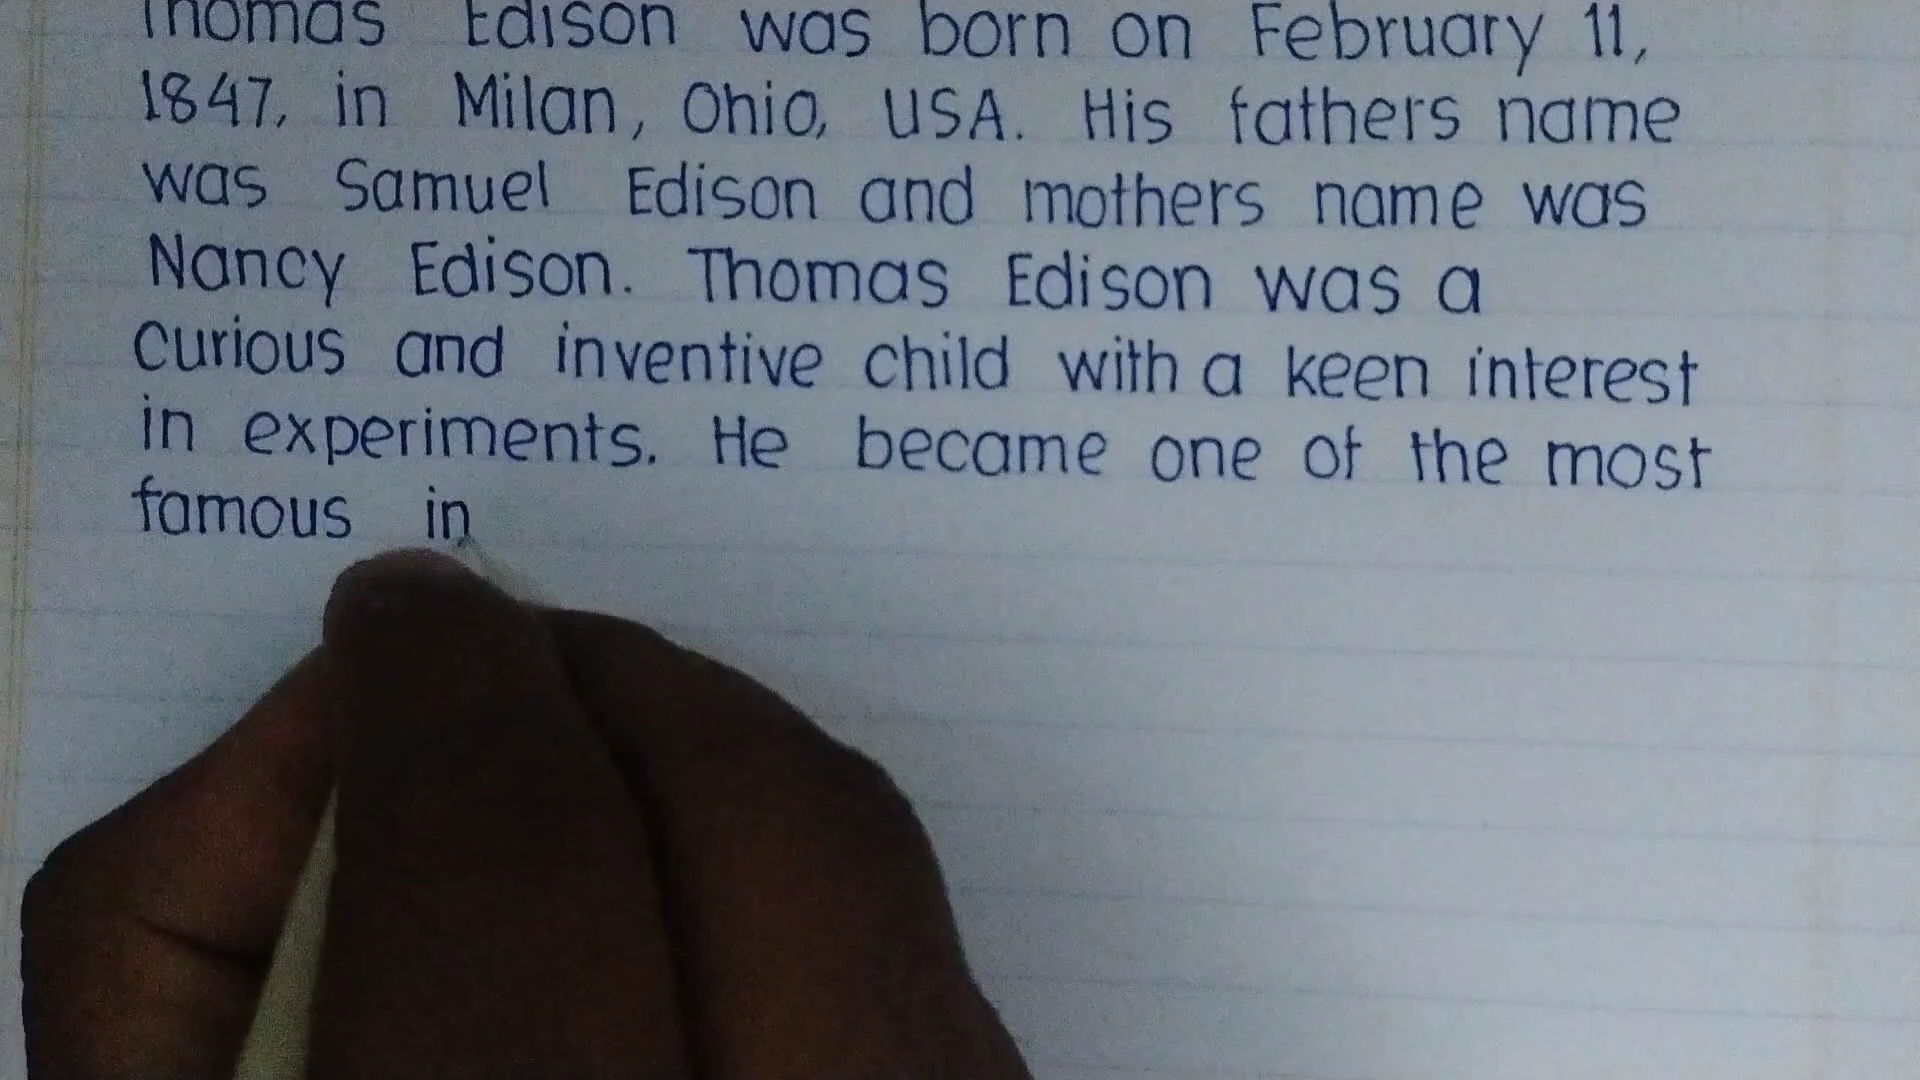 Thomas Edison was born on February 11,
1847, in Milan, Ohio, USA. His fathers name
was Samuel Edison and mothers name was
Nancy Edison. Thomas Edison was a
curious and inventive child with a keen interest
in experiments. He became one of the most
famous in